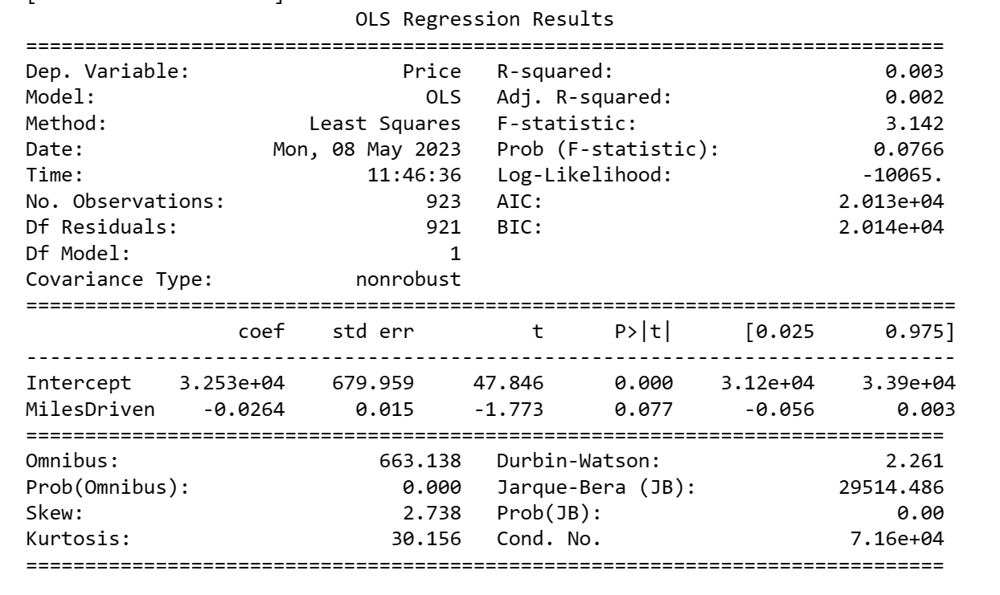 OLS Regression Results
==============================================================================
Dep. Variable: Price R-squared: 0.003
Model: OLS Adj. R-squared: 0.002
Method: Least Squares F-statistic: 3.142
Date: Mon, 08 May 2023 Prob (F-statistic): 0.0766
Time: 11:46:36 Log-Likelihood: -10065.
No. Observations: 923 AIC: 2.013e+04
Df Residuals: 921 BIC: 2.014e+04
Df Model: 1
Covariance Type: nonrobust
===============================================================================
coef std err t P>|t| [0.025 0.975]
-------------------------------------------------------------------------------
Intercept 3.253e+04 679.959 47.846 0.000 3.12e+04 3.39e+04
MilesDriven -0.0264 0.015 -1.773 0.077 -0.056 0.003
==============================================================================
Omnibus: 663.138 Durbin-Watson: 2.261
Prob(Omnibus): 0.000 Jarque-Bera (JB): 29514.486
Skew: 2.738 Prob(JB): 0.00
Kurtosis: 30.156 Cond. No. 7.16e+04
==============================================================================